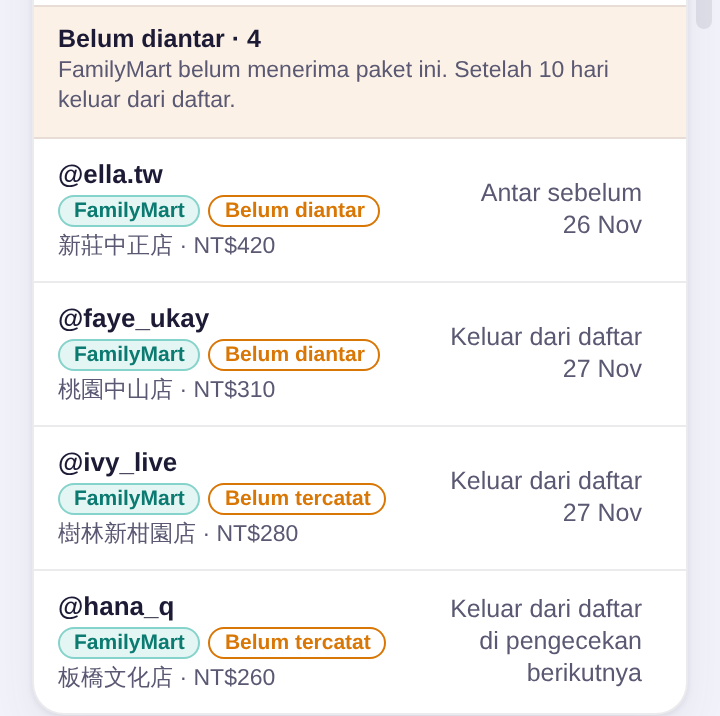 Belum diantar · 4
FamilyMart belum menerima paket ini. Setelah 10 hari
keluar dari daftar.
@ella.tw
FamilyMart Belum diantar
新莊中正店 · NT$420
Antar sebelum
26 Nov
@faye_ukay
FamilyMart Belum diantar
桃園中山店 · NT$310
Keluar dari daftar
27 Nov
@ivy_live
FamilyMart Belum tercatat
樹林新柑園店 · NT$280
Keluar dari daftar
27 Nov
@hana_q
FamilyMart Belum tercatat
板橋文化店 · NT$260
Keluar dari daftar
di pengecekan
berikutnya